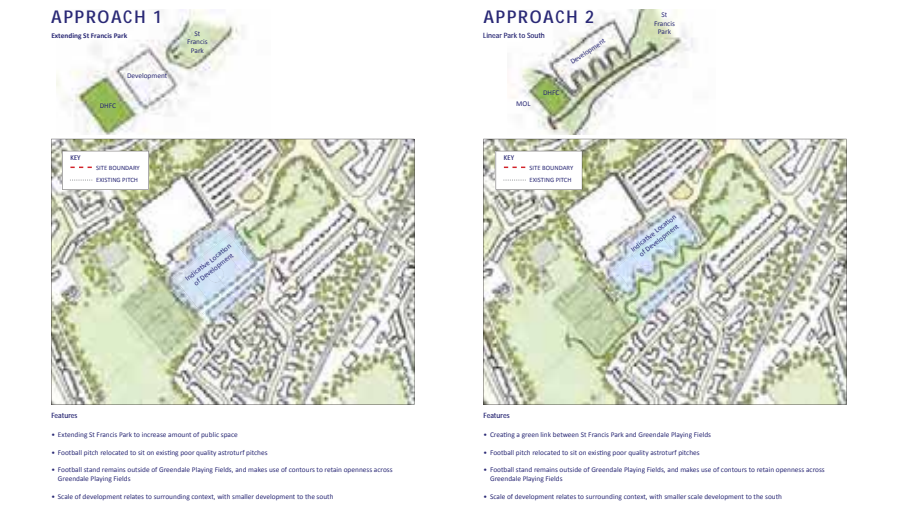 APPROACH 1
Extending St Francis Park
St
Francis
Park
Development
DHFC
KEY
SITE BOUNDARY
EXISTING PITCH
Indicative Location
of Development
Features
• Extending St Francis Park to increase amount of public space
• Football pitch relocated to sit on existing poor quality astroturf pitches
• Football stand remains outside of Greendale Playing Fields, and makes use of contours to retain openness across
Greendale Playing Fields
• Scale of development relates to surrounding context, with smaller development to the south
APPROACH 2
Linear Park to South
St
Francis
Park
Development
DHFC
MOL
KEY
SITE BOUNDARY
EXISTING PITCH
Indicative Location
of Development
Features
• Creating a green link between St Francis Park and Greendale Playing Fields
• Football pitch relocated to sit on existing poor quality astroturf pitches
• Football stand remains outside of Greendale Playing Fields, and makes use of contours to retain openness across
Greendale Playing Fields
• Scale of development relates to surrounding context, with smaller scale development to the south